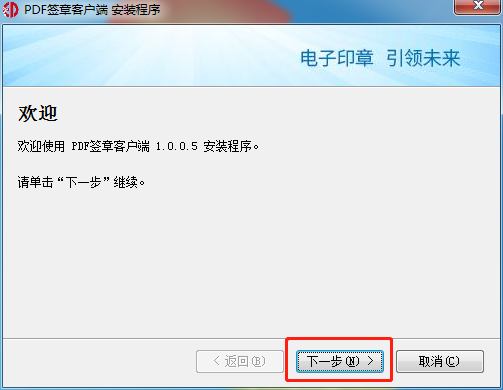 PDF签章客户端 安装程序
电子印章 引领未来
欢迎
欢迎使用 PDF签章客户端 1.0.0.5 安装程序。
请单击“下一步”继续。
< 返回(B) 下一步(N) > 取消(C)